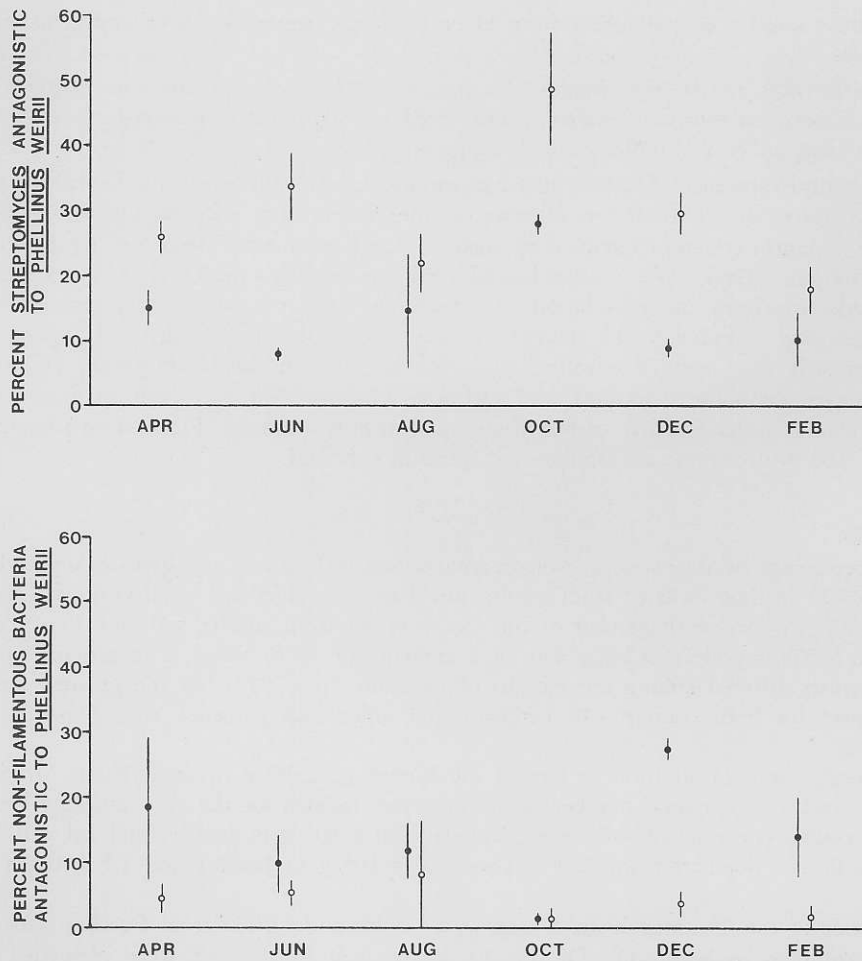 PERCENT STREPTOMYCES ANTAGONISTIC
TO PHELLINUS WEIRII
60
50
40
30
20
10
0
APR JUN AUG OCT DEC FEB
PERCENT NON-FILAMENTOUS BACTERIA
ANTAGONISTIC TO PHELLINUS WEIRII
60
50
40
30
20
10
0
APR JUN AUG OCT DEC FEB